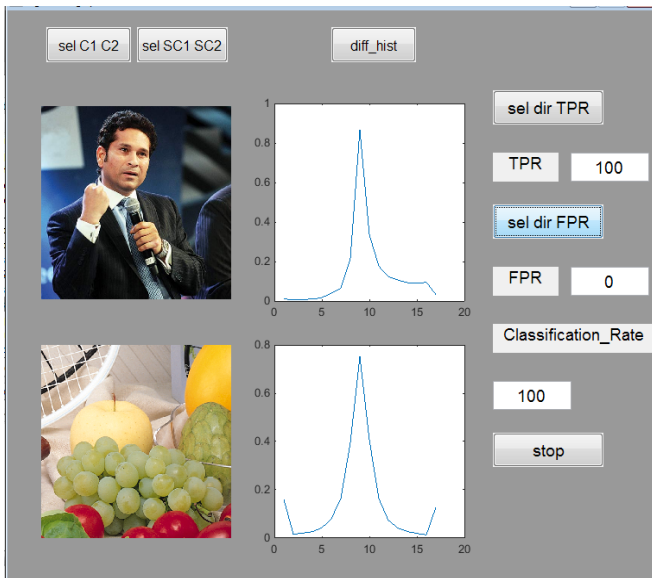 sel C1 C2
sel SC1 SC2
diff_hist
1
0.8
0.6
0.4
0.2
0
0
5
10
15
20
sel dir TPR
TPR
100
sel dir FPR
FPR
0
Classification_Rate
100
stop
0.8
0.6
0.4
0.2
0
0
5
10
15
20